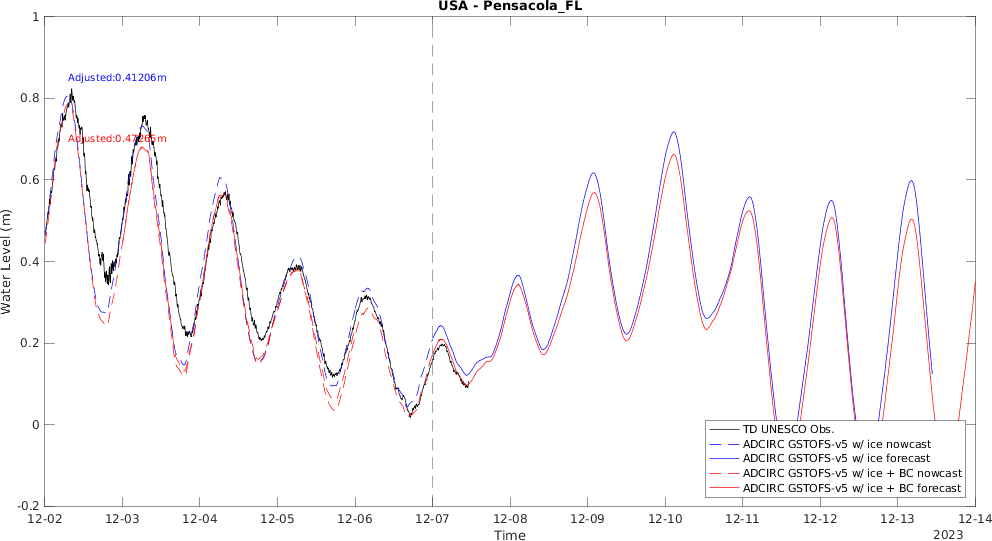 USA - Pensacola_FL
1
0.8
0.6
0.4
0.2
0
-0.2
Water Level (m)
Adjusted:0.41206m
Adjusted:0.47265m
TD UNESCO Obs.
ADCIRC GSTOFS-v5 w/ ice nowcast
ADCIRC GSTOFS-v5 w/ ice forecast
ADCIRC GSTOFS-v5 w/ ice + BC nowcast
ADCIRC GSTOFS-v5 w/ ice + BC forecast
12-02 12-03 12-04 12-05 12-06 12-07 12-08 12-09 12-10 12-11 12-12 12-13 12-14
Time
2023